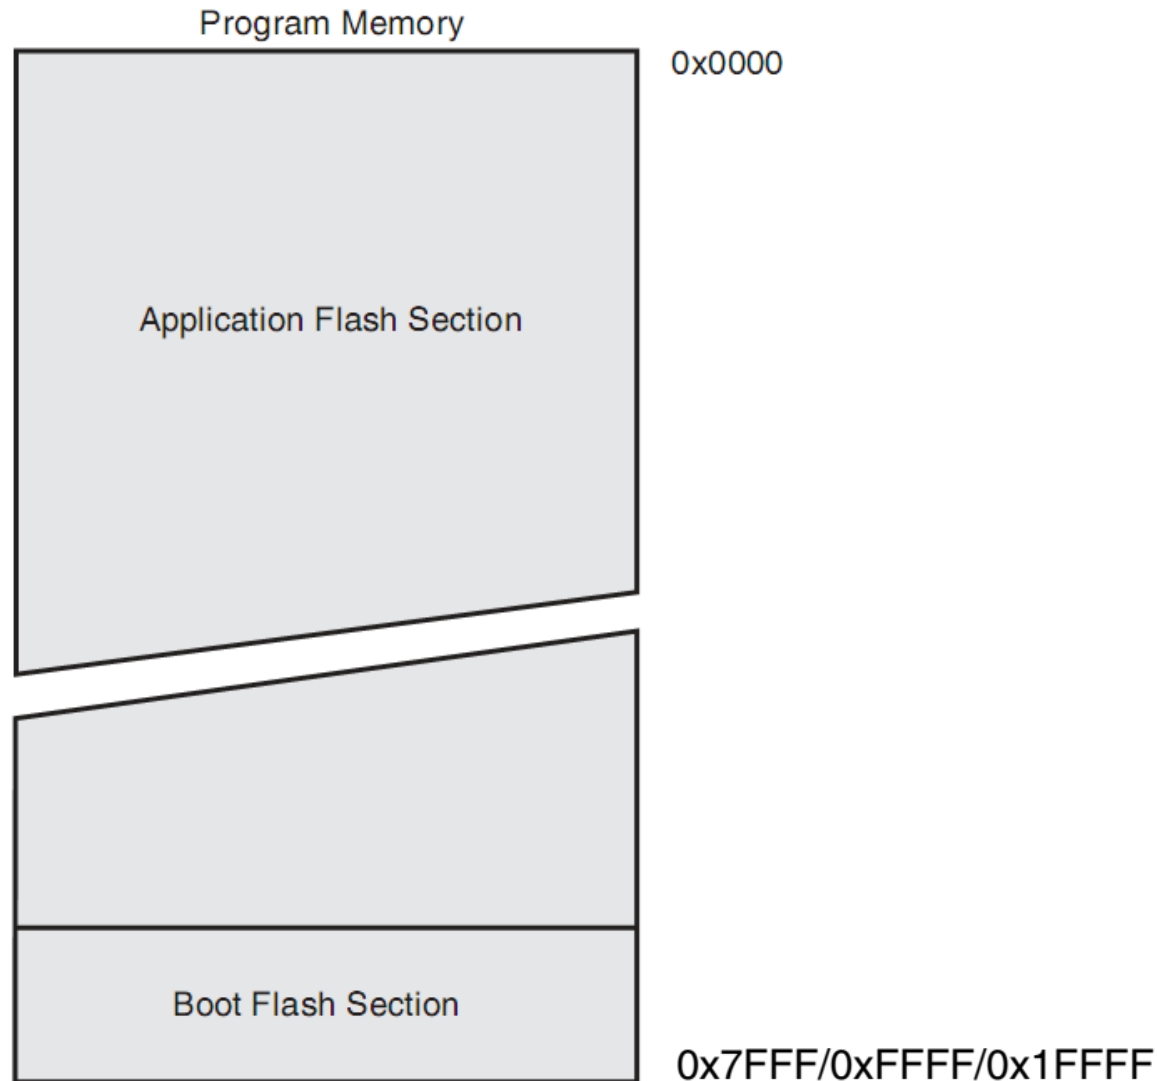 Program Memory
0x0000
Application Flash Section
Boot Flash Section
0x7FFF/0xFFFF/0x1FFFF